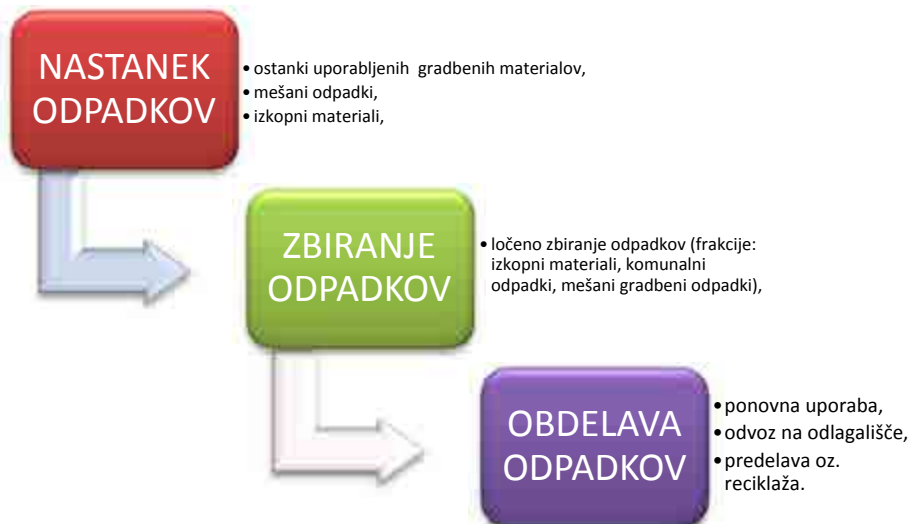 NASTANEK
ODPADKOV
• ostanki uporabljenih gradbenih materialov,
• mešani odpadki,
• izkopni materiali,
ZBIRANJE
ODPADKOV
• ločeno zbiranje odpadkov (frakcije:
izkopni materiali, komunalni
odpadki, mešani gradbeni odpadki),
OBDELAVA
ODPADKOV
• ponovna uporaba,
• odvoz na odlagališče,
• predelava oz.
reciklaža.